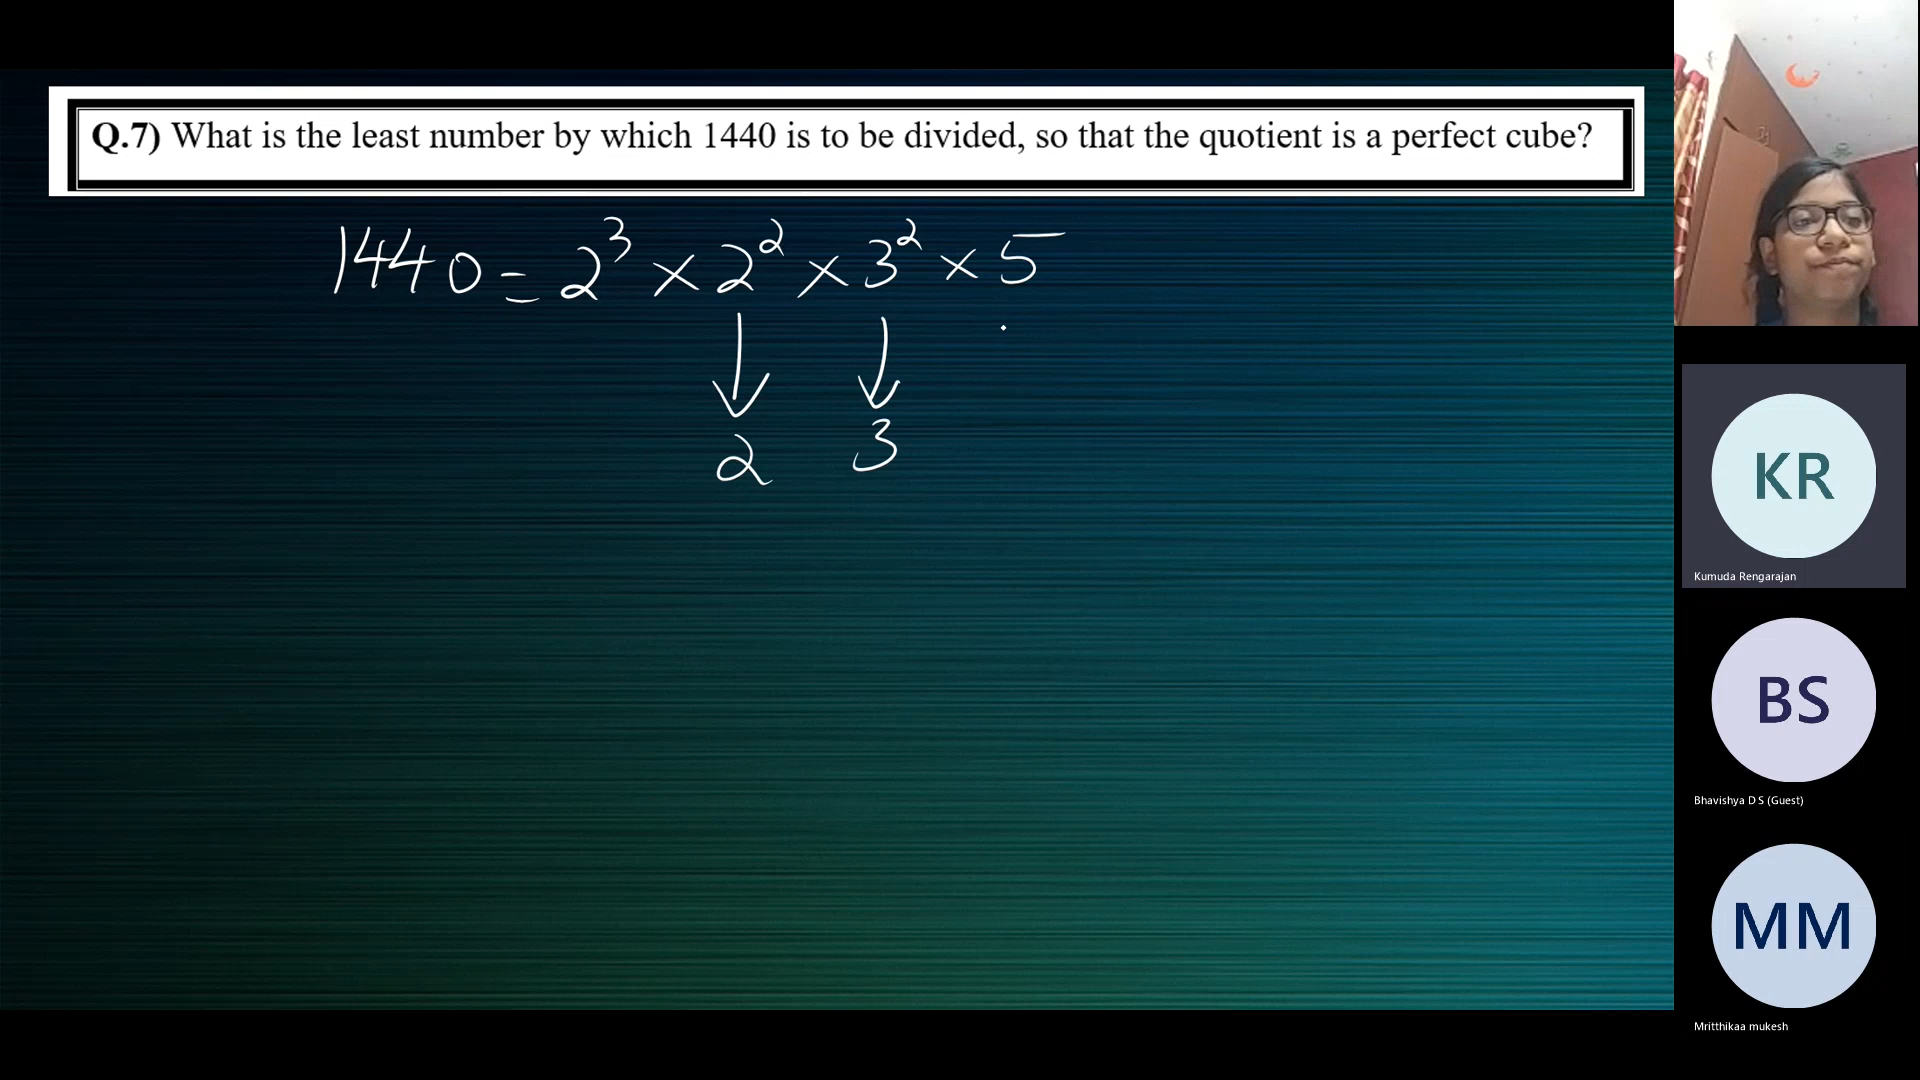 Q.7) What is the least number by which 1440 is to be divided, so that the quotient is a perfect cube?
1440 = 2³ × 2² × 3² × 5
2 3
KR
Kumuda Rengarajan
BS
Bhavishya D S (Guest)
MM
Mritthikaa mukesh